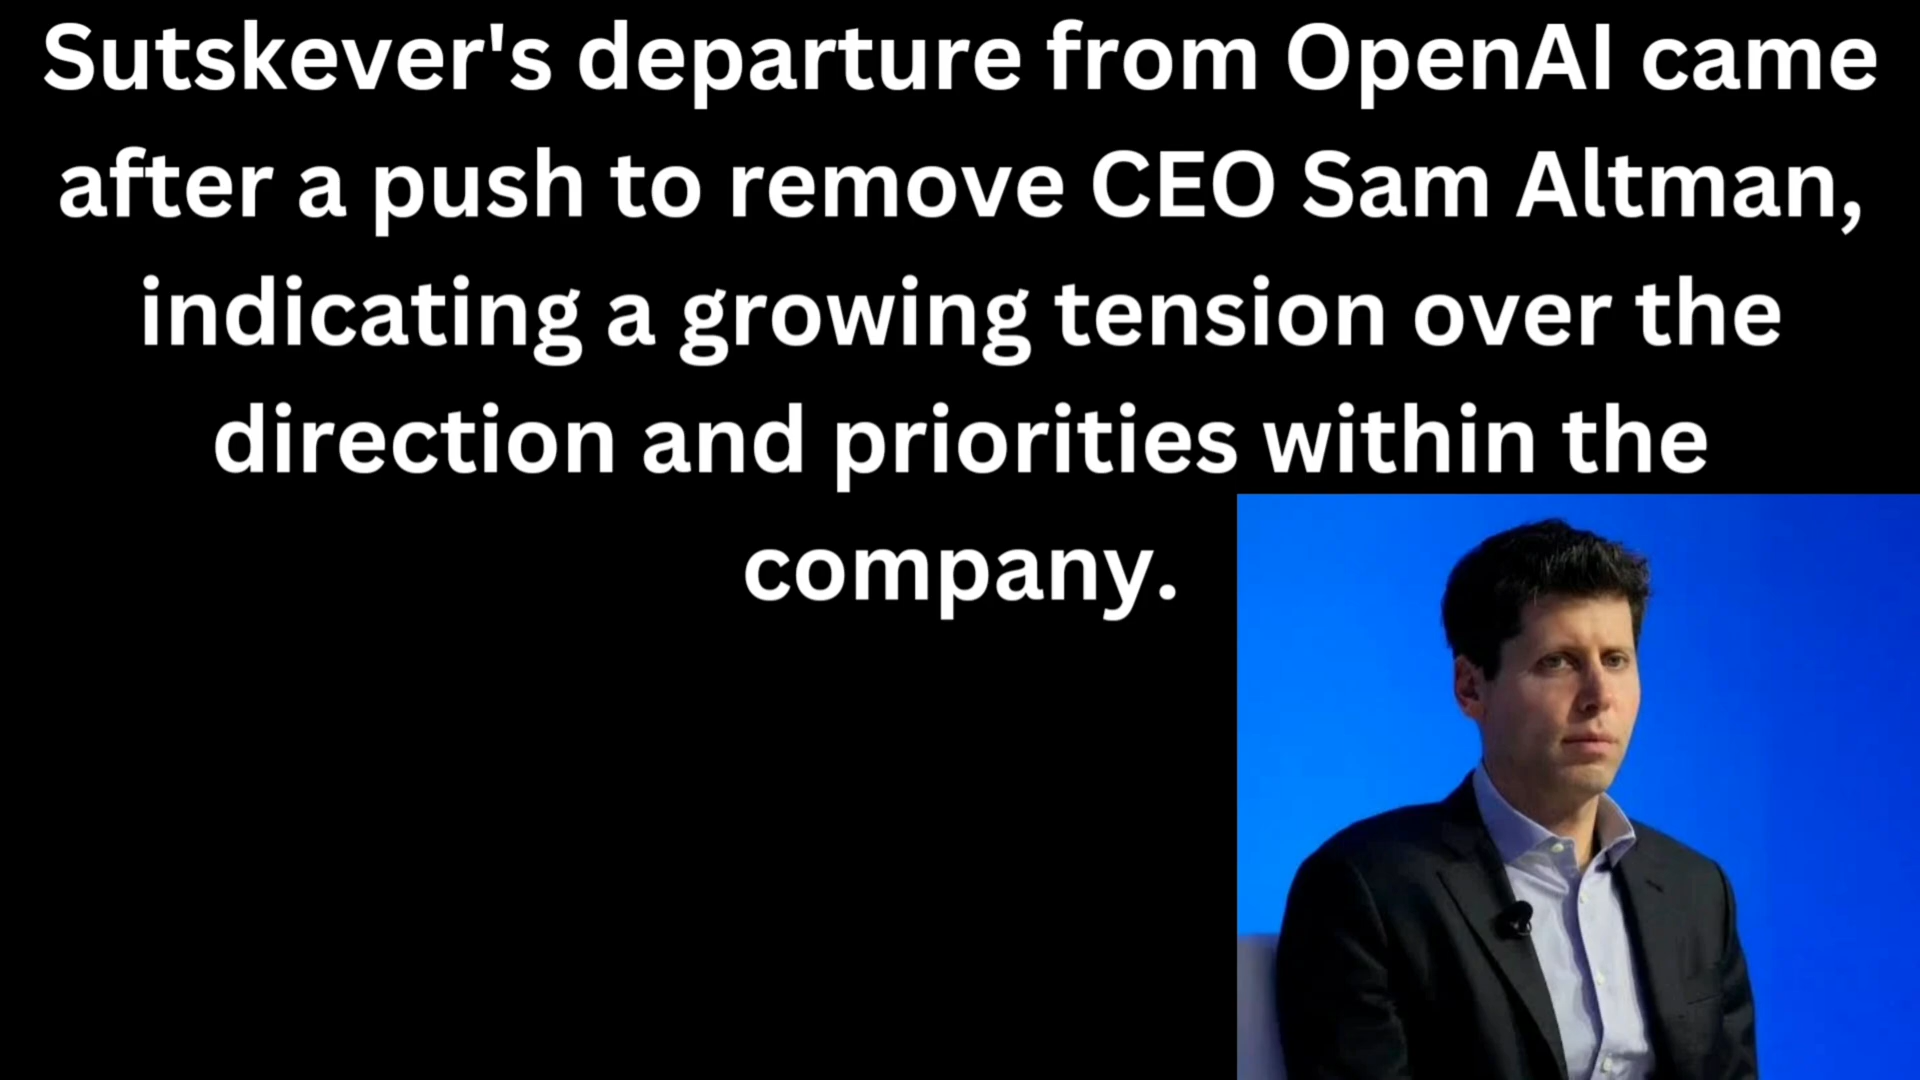 Sutskever's departure from OpenAI came
after a push to remove CEO Sam Altman,
indicating a growing tension over the
direction and priorities within the
company.